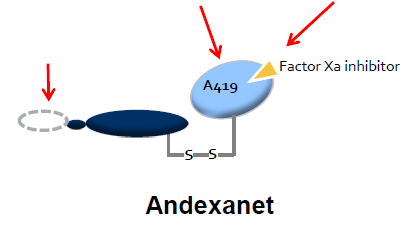 Factor Xa inhibitor
A419
S S
Andexanet